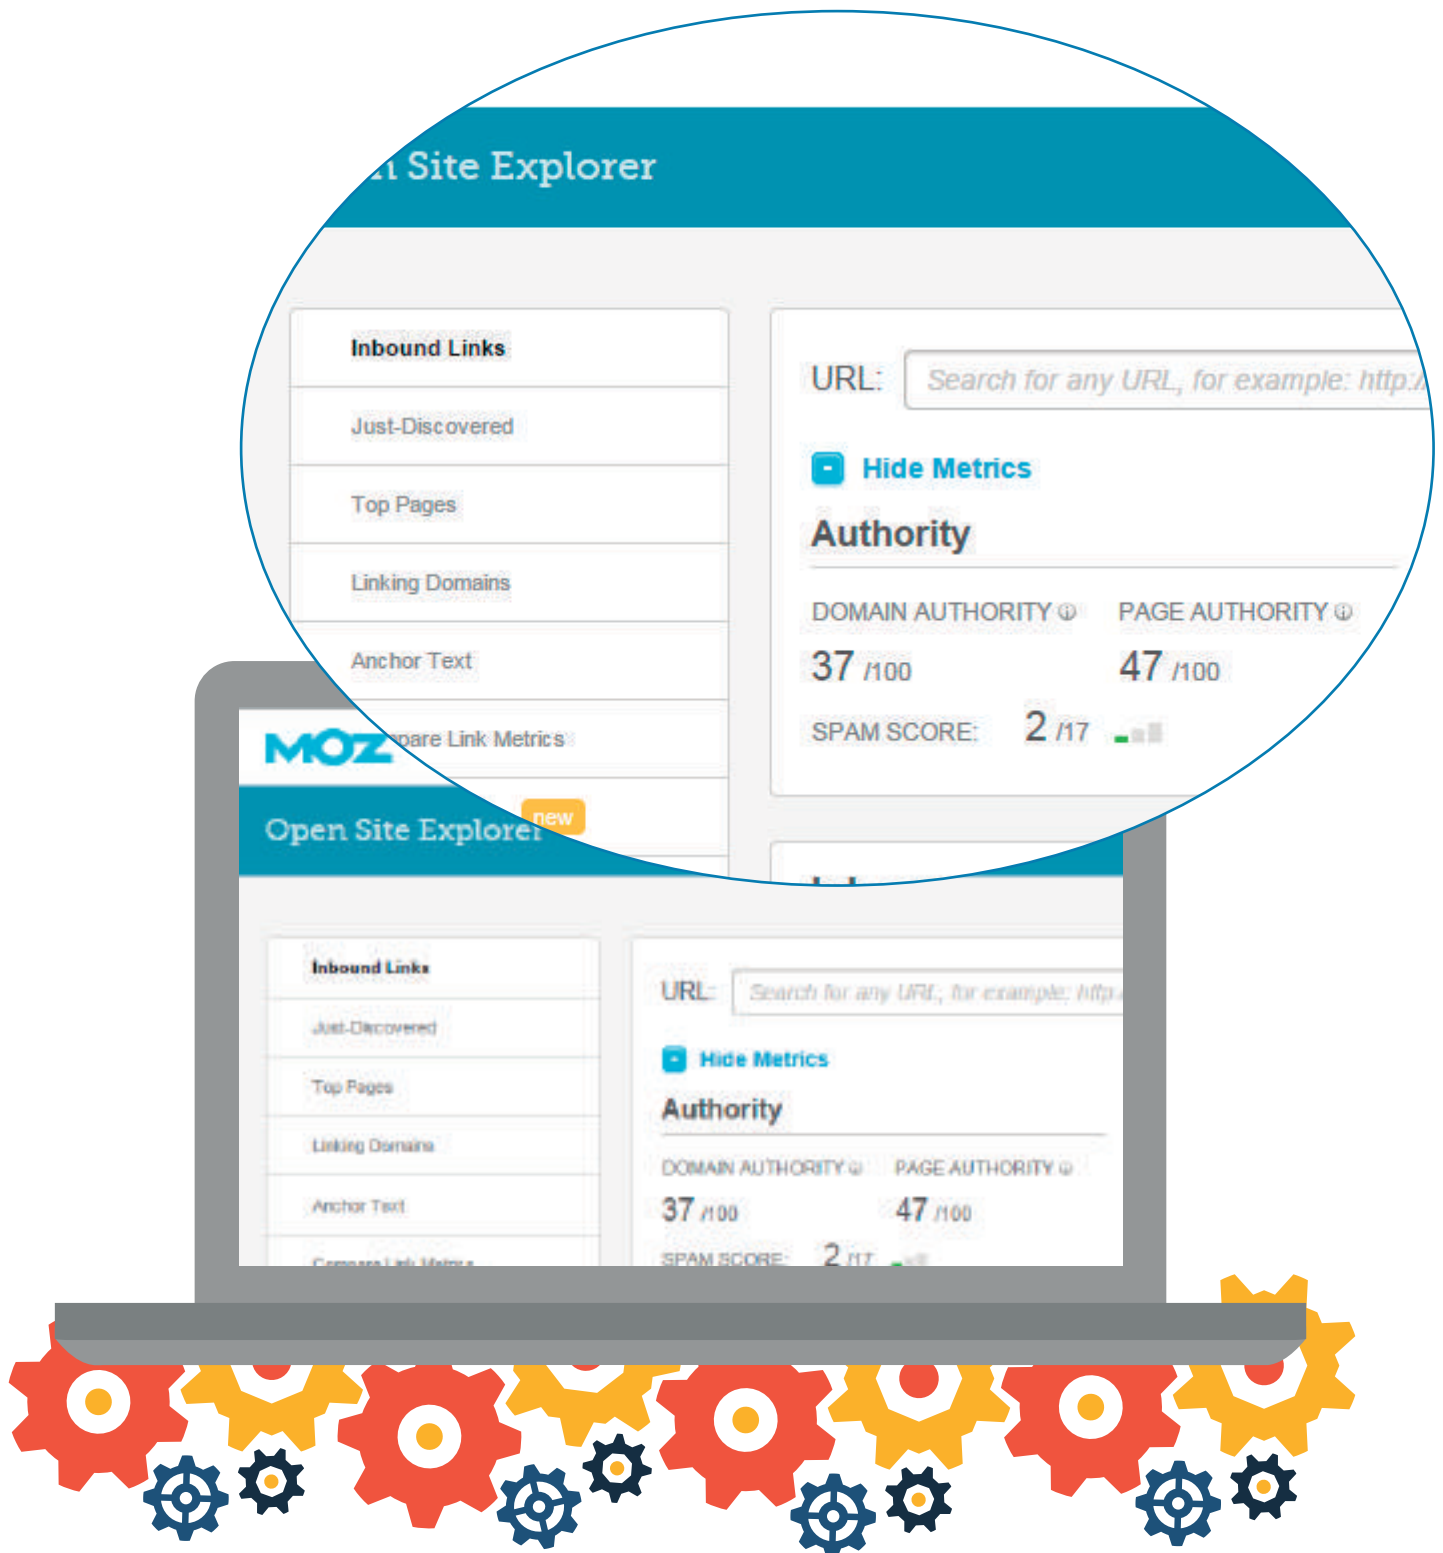 n Site Explorer
Inbound Links
Just-Discovered
Top Pages
Linking Domains
Anchor Text
pare Link Metrics
new
URL: Search for any URL, for example: http:/
Hide Metrics
Authority
DOMAIN AUTHORITY PAGE AUTHORITY
37 /100 47 /100
SPAM SCORE: 2 /17
MOZ
Open Site Explorer
Inbound Links
Just-Discovered
Top Pages
Linking Domains
Anchor Text
Compare Link Metrics
URL: Search for any URL, for example: http:/
Hide Metrics
Authority
DOMAIN AUTHORITY PAGE AUTHORITY
37 /100 47 /100
SPAM SCORE: 2 /17